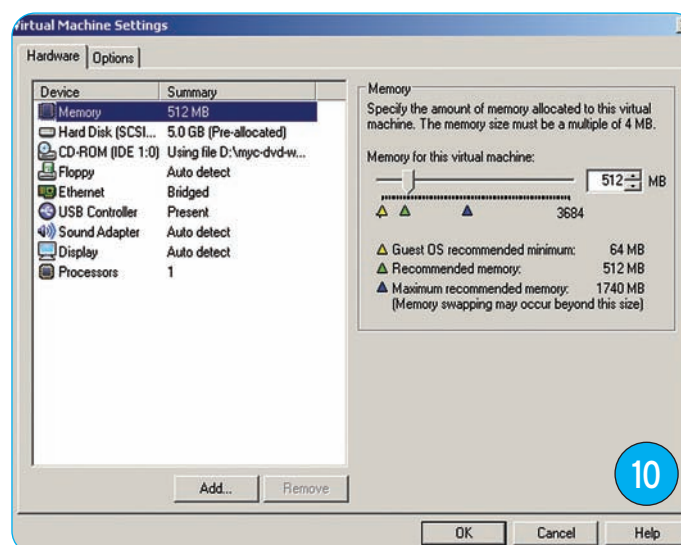 Virtual Machine Settings
Hardware
Options
Device Summary
Memory 512 MB
Hard Disk (SCSI... 5.0 GB (Pre-allocated)
CD-ROM (IDE 1:0) Using file D:\myc-dvd-w...
Floppy Auto detect
Ethernet Bridged
USB Controller Present
Sound Adapter Auto detect
Display Auto detect
Processors 1
Add...
Remove
Memory
Specify the amount of memory allocated to this virtual
machine. The memory size must be a multiple of 4 MB.
Memory for this virtual machine:
512 MB
3684
Guest OS recommended minimum: 64 MB
Recommended memory: 512 MB
Maximum recommended memory: 1740 MB
(Memory swapping may occur beyond this size)
10
OK
Cancel
Help